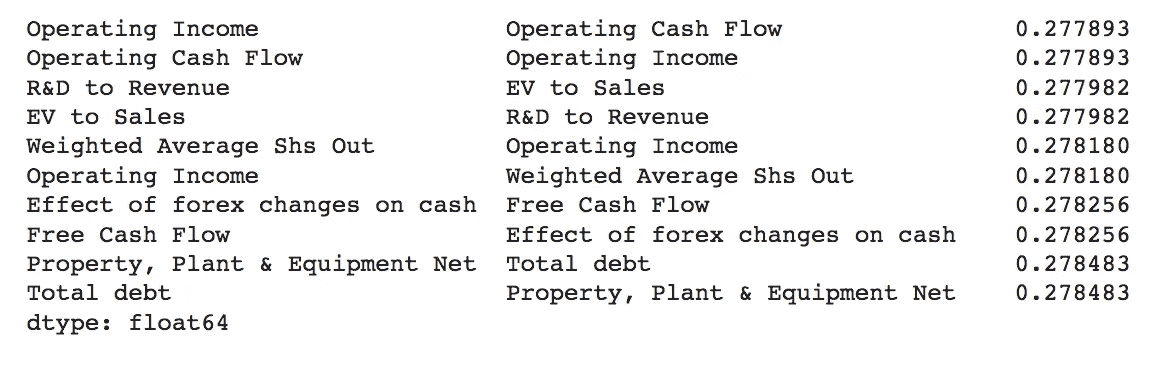 Operating Income Operating Cash Flow 0.277893
Operating Cash Flow Operating Income 0.277893
R&D to Revenue EV to Sales 0.277982
EV to Sales R&D to Revenue 0.277982
Weighted Average Shs Out Operating Income 0.278180
Operating Income Weighted Average Shs Out 0.278180
Effect of forex changes on cash Free Cash Flow 0.278256
Free Cash Flow Effect of forex changes on cash 0.278256
Property, Plant & Equipment Net Total debt 0.278483
Total debt Property, Plant & Equipment Net 0.278483
dtype: float64